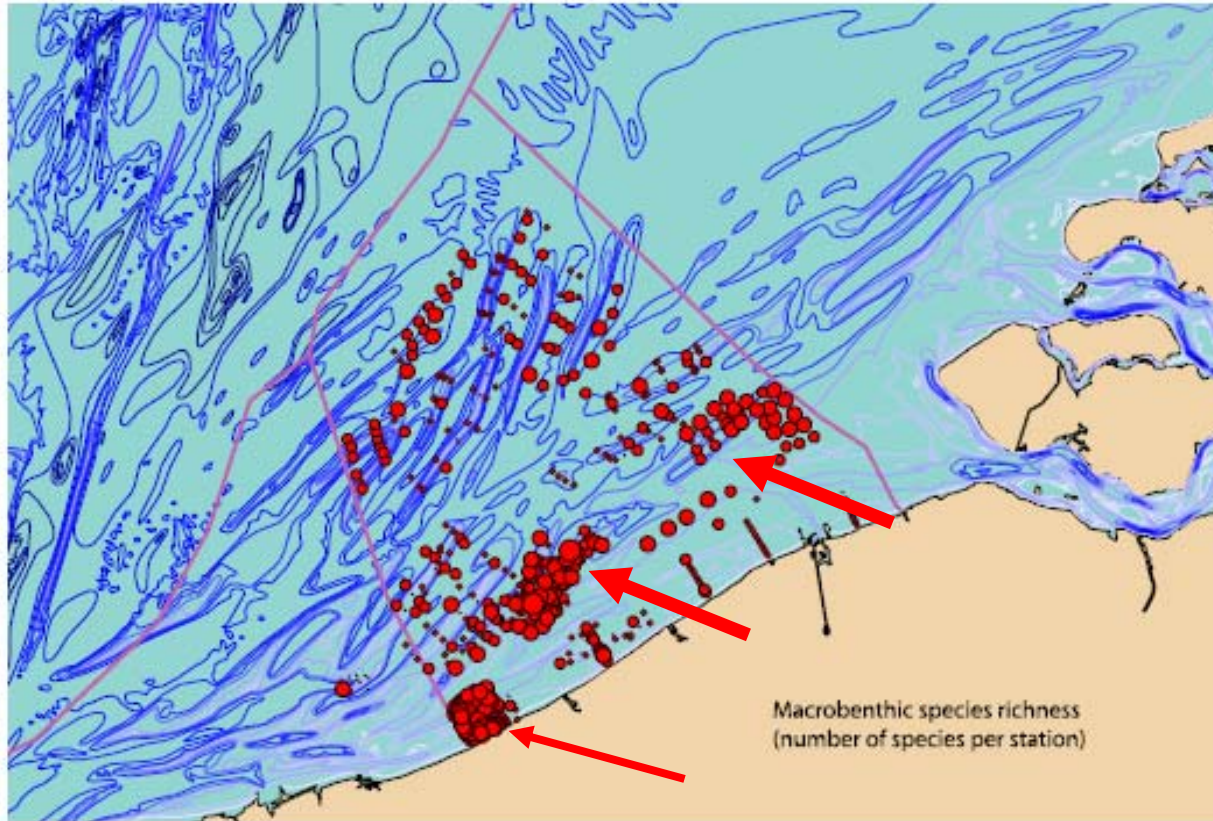 Macrobenthic species richness
(number of species per station)